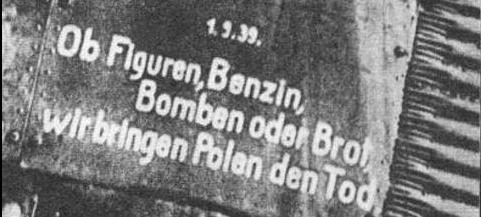 1.9.39.
Ob Figuren, Benzin,
Bomben oder Brot,
wir bringen Polen den Tod